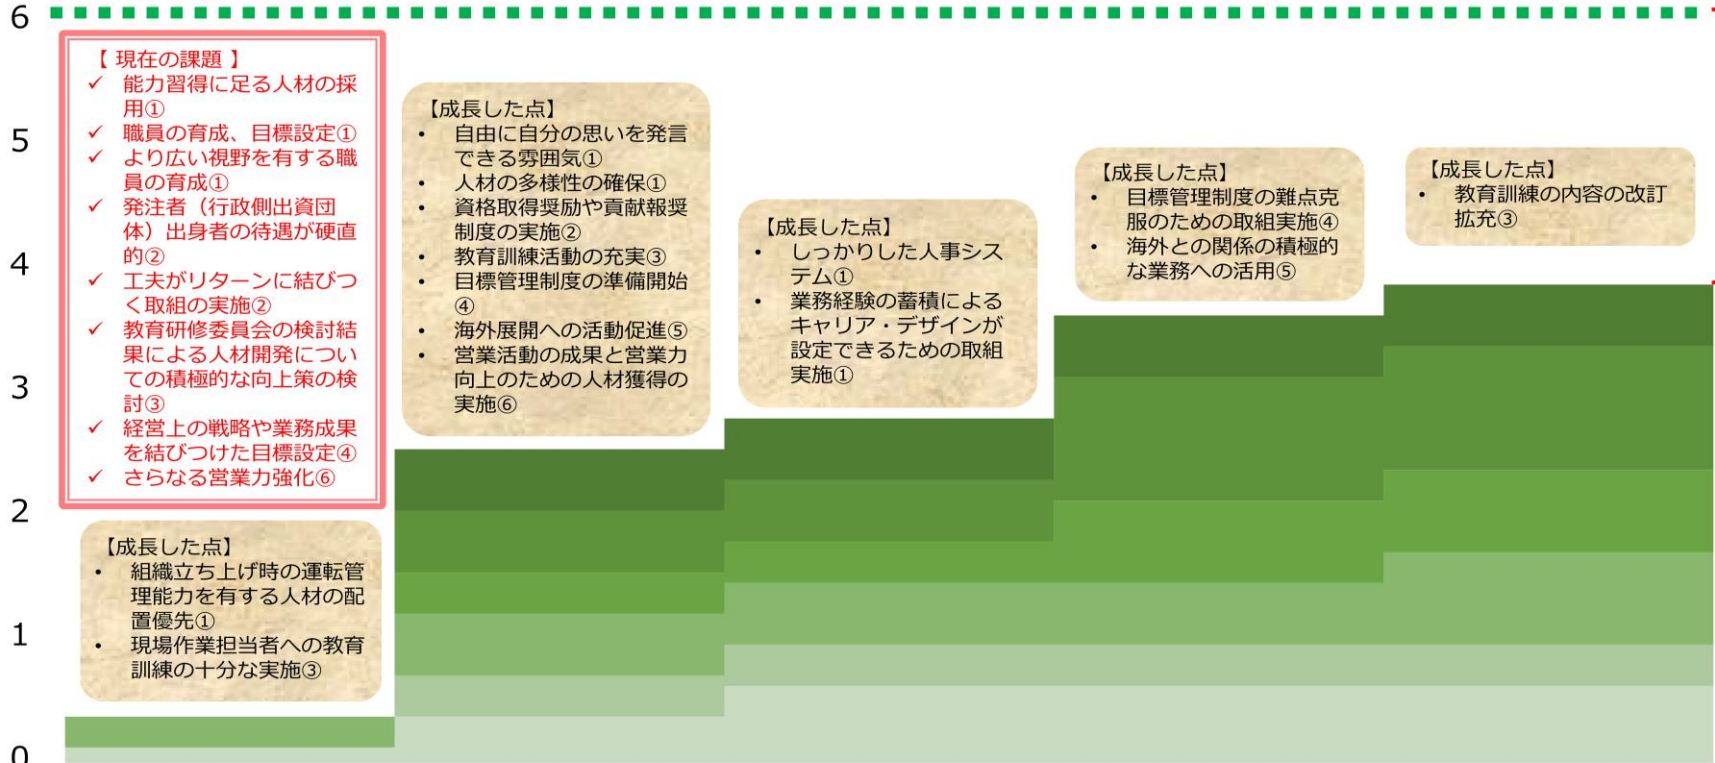 6
5
4
3
2
1
0
【 現在の課題 】
✓ 能力習得に足る人材の採
用①
✓ 職員の育成、目標設定①
✓ より広い視野を有する職
員の育成①
✓ 発注者（行政側出資団
体）出身者の待遇が硬直
的②
✓ 工夫がリターンに結びつ
く取組の実施②
✓ 教育研修委員会の検討結
果による人材開発につい
ての積極的な向上策の検
討③
✓ 経営上の戦略や業務成果
を結びつけた目標設定④
✓ さらなる営業力強化⑥
【成長した点】
• 組織立ち上げ時の運転管
理能力を有する人材の配
置優先①
• 現場作業担当者への教育
訓練の十分な実施③
【成長した点】
• 自由に自分の思いを発言
できる雰囲気①
• 人材の多様性の確保①
• 資格取得奨励や貢献報奨
制度の実施②
• 教育訓練活動の充実③
• 目標管理制度の準備開始
④
• 海外展開への活動促進⑤
• 営業活動の成果と営業力
向上のための人材獲得の
実施⑥
【成長した点】
• しっかりした人事シス
テム①
• 業務経験の蓄積による
キャリア・デザインが
設定できるための取組
実施①
【成長した点】
• 目標管理制度の難点克
服のための取組実施④
• 海外との関係の積極的
な業務への活用⑤
【成長した点】
• 教育訓練の内容の改訂
拡充③